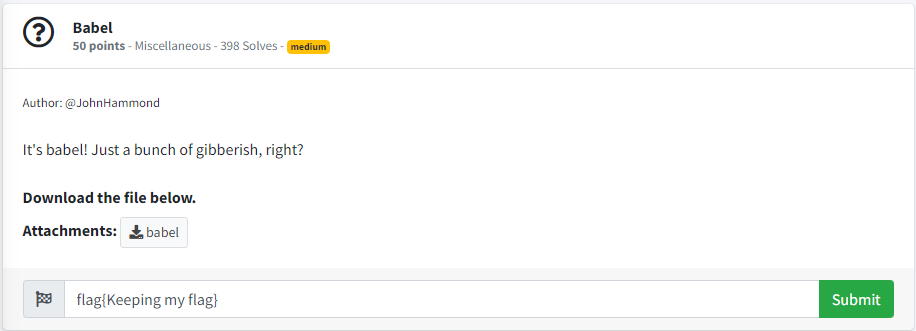 Babel
50 points - Miscellaneous - 398 Solves - medium
Author: @JohnHammond
It's babel! Just a bunch of gibberish, right?
Download the file below.
Attachments: babel
flag{Keeping my flag} Submit